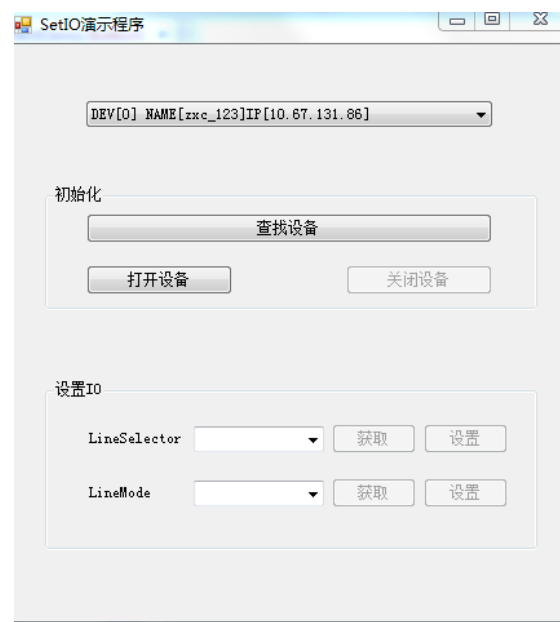 SetIO演示程序
DEV[0] NAME[zxc_123]IP[10.67.131.86]
初始化
查找设备
打开设备 关闭设备
设置IO
LineSelector 获取 设置
LineMode 获取 设置